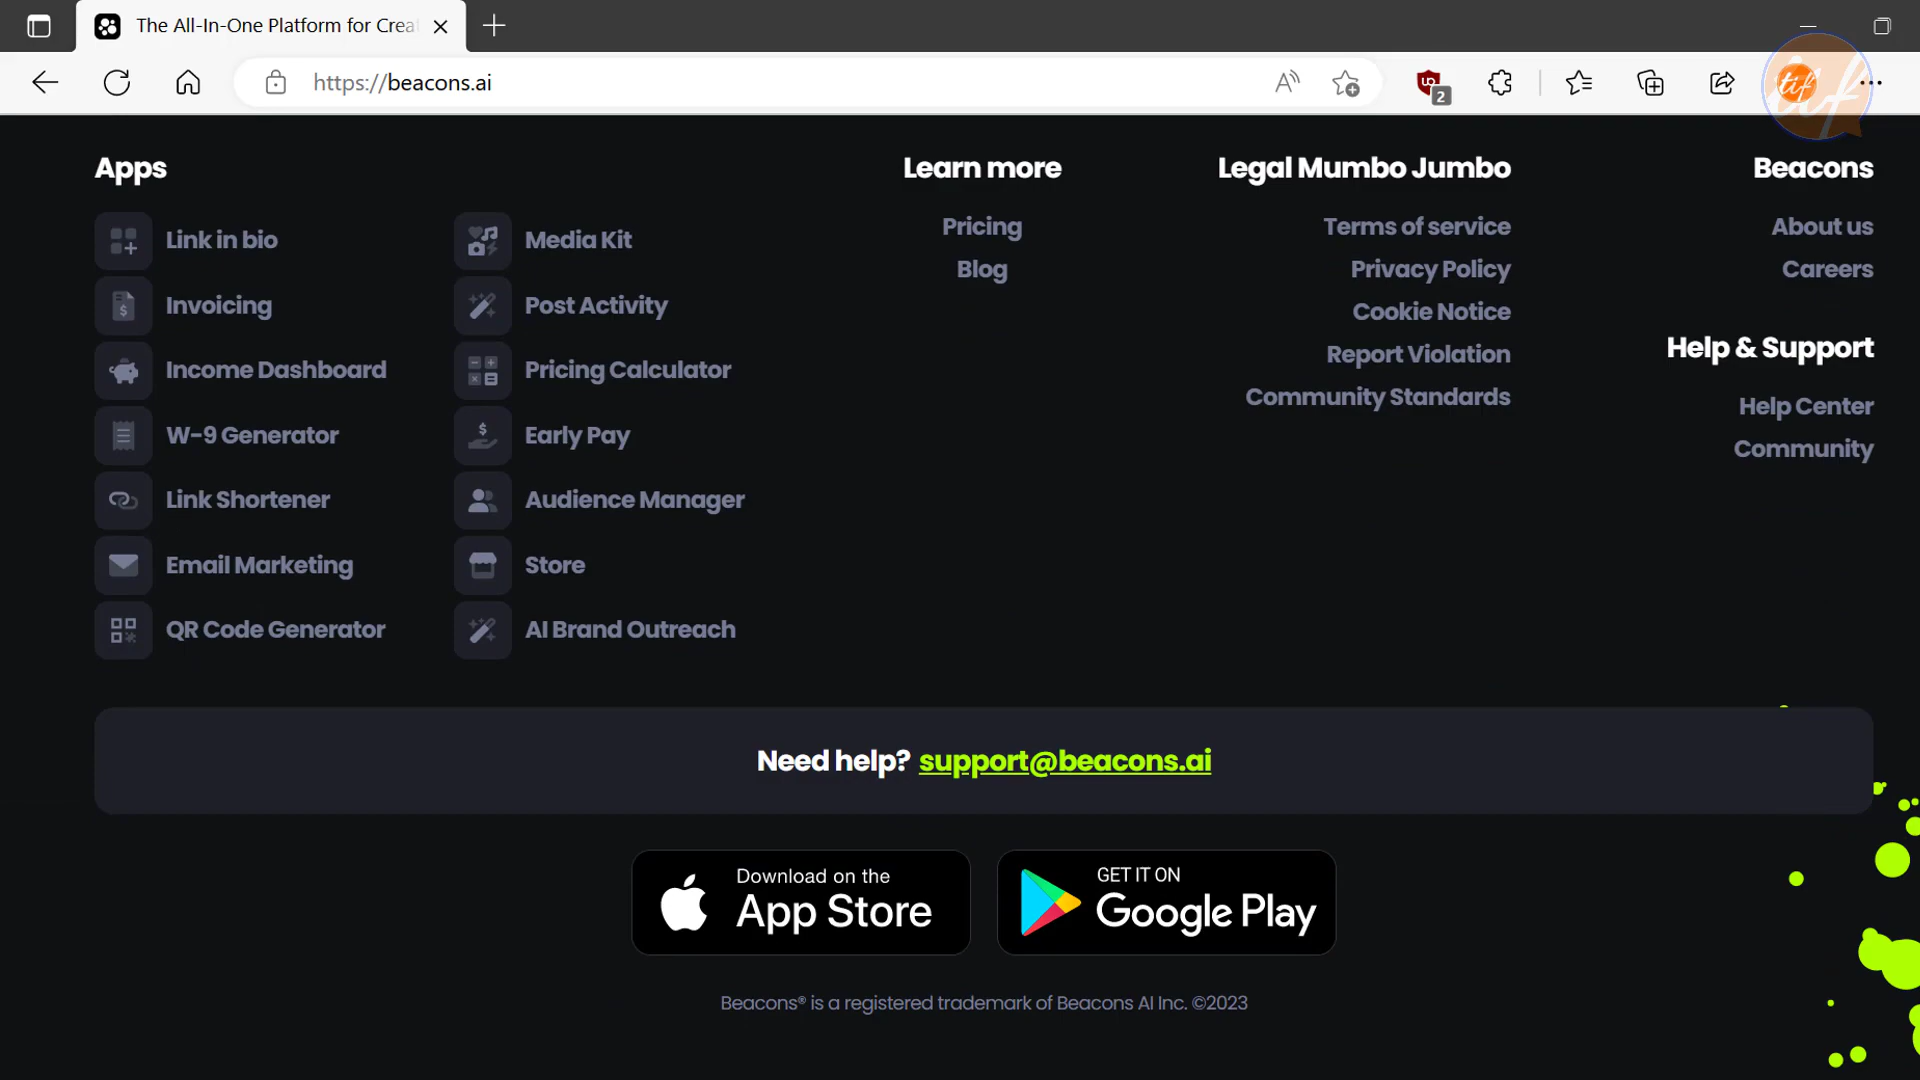 The All-In-One Platform for Crea
https://beacons.ai
2
tif
tif
Apps
Link in bio
Invoicing
Income Dashboard
W-9 Generator
Link Shortener
Email Marketing
QR Code Generator
Media Kit
Post Activity
Pricing Calculator
Early Pay
Audience Manager
Store
AI Brand Outreach
Learn more
Pricing
Blog
Legal Mumbo Jumbo
Terms of service
Privacy Policy
Cookie Notice
Report Violation
Community Standards
Beacons
About us
Careers
Help & Support
Help Center
Community
Need help? support@beacons.ai
Download on the
App Store
GET IT ON
Google Play
Beacons® is a registered trademark of Beacons AI Inc. ©2023